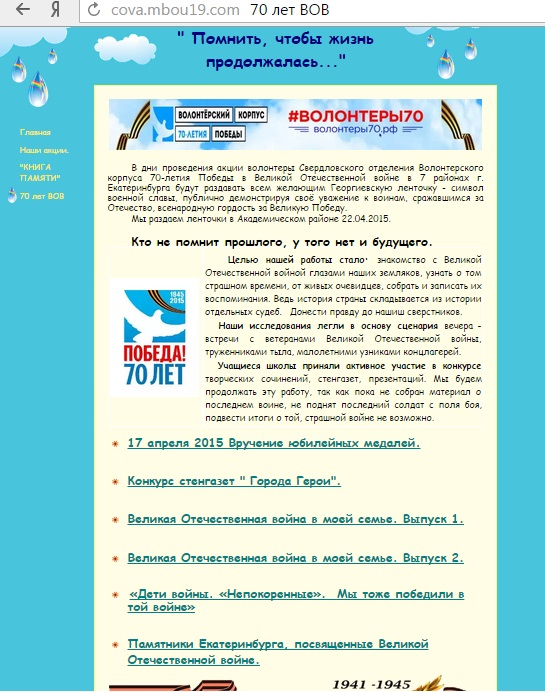 cova.mbou19.com 70 лет ВОВ
" Помнить, чтобы жизнь
продолжалась..."
Главная
Наши акции.
"КНИГА
ПАМЯТИ"
70 лет ВОВ
ВОЛОНТЁРСКИЙ КОРПУС
70-ЛЕТИЯ ПОБЕДЫ
#ВОЛОНТЕРЫ70
волонтеры70.рф
В дни проведения акции волонтеры Свердловского отделения Волонтерского
корпуса 70-летия Победы в Великой Отечественной войне в 7 районах г.
Екатеринбурга будут раздавать всем желающим Георгиевскую ленточку - символ
военной славы, публично демонстрируя своё уважение к воинам, сражавшимся за
Отечество, всенародную гордость за Великую Победу.
Мы раздаем ленточки в Академическом районе 22.04.2015.
Кто не помнит прошлого, у того нет и будущего.
Целью нашей работы стало· знакомство с Великой
Отечественной войной глазами наших земляков, узнать о том
страшном времени, от живых очевидцев, собрать и записать их
воспоминания. Ведь история страны складывается из истории
отдельных судеб. Донести правду до нашиш сверстников.
Наши исследования легли в основу сценария вечера -
встречи с ветеранами Великой Отечественной войны,
труженниками тыла, малолетними узниками концлагерей.
Учащиеся школы приняли активное участие в конкурсе
творческих сочинений, стенгазет, презентаций. Мы будем
продолжать эту работу, так как пока не собран материал о
последнем воине, не поднят последний солдат с поля боя,
подвести итоги о той, страшной войне не возможно.
1945
2015
ПОБЕДА!
70 ЛЕТ
17 апреля 2015 Вручение юбилейных медалей.
Конкурс стенгазет " Города Герои".
Великая Отечественная война в моей семье. Выпуск 1.
Великая Отечественная война в моей семье. Выпуск 2.
«Дети войны. «Непокоренные». Мы тоже победили в
той войне»
Памятники Екатеринбурга, посвященные Великой
Отечественной войне.
1941 -1945